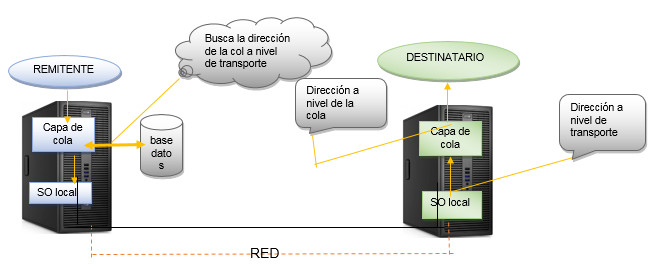 Busca la dirección
de la col a nivel
de transporte
REMITENTE
DESTINATARIO
Dirección a
nivel de la
cola
Dirección a
nivel de
transporte
Capa de
cola
base
dato
s
Capa de
cola
SO local
SO local
RED